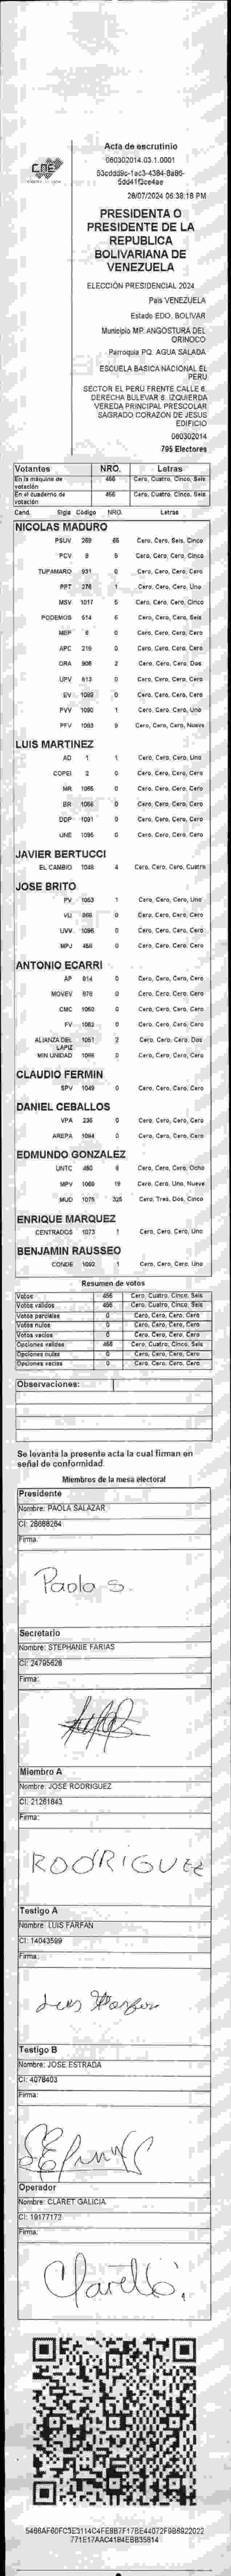 CNE
Acta de escrutinio
060302014.03.1.0001
28/07/2024 06:38:18 PM
PRESIDENTA O
PRESIDENTE DE LA
REPUBLICA
BOLIVARIANA DE
VENEZUELA
ELECCIÓN PRESIDENCIAL 2024
País VENEZUELA
Estado EDO. BOLIVAR
Municipio MP. ANGOSTURA DEL
ORINOCO
Parroquia PQ. AGUA SALADA
ESCUELA BASICA NACIONAL EL
PERU
SECTOR EL PERU FRENTE CALLE 6.
DERECHA BULEVAR 6. IZQUIERDA
VEREDA PRINCIPAL PRESCOLAR
SAGRADO CORAZON DE JESUS
EDIFICIO
060302014
795 Electores
Votantes NRO. Letras
En la máquina de votación 456 Cero, Cuatro, Cinco, Seis
En el cuaderno de votación 456 Cero, Cuatro, Cinco, Seis
Cand. Sigla Código NRO. Letras
NICOLAS MADURO
PSUV 269 65 Cero, Cero, Seis, Cinco
PCV 9 5 Cero, Cero, Cero, Cinco
TUPAMARO 931 0 Cero, Cero, Cero, Cero
PPT 276 1 Cero, Cero, Cero, Uno
MSV 1017 5 Cero, Cero, Cero, Cinco
PODEMOS 514 6 Cero, Cero, Cero, Seis
MEP 6 0 Cero, Cero, Cero, Cero
APC 219 0 Cero, Cero, Cero, Cero
ORA 906 2 Cero, Cero, Cero, Dos
UPV 613 0 Cero, Cero, Cero, Cero
EV 1089 0 Cero, Cero, Cero, Cero
PVV 1090 1 Cero, Cero, Cero, Uno
PFV 1093 9 Cero, Cero, Cero, Nueve
LUIS MARTINEZ
AD 1 1 Cero, Cero, Cero, Uno
COPEI 2 0 Cero, Cero, Cero, Cero
MR 1065 0 Cero, Cero, Cero, Cero
BR 1056 0 Cero, Cero, Cero, Cero
DDP 1091 0 Cero, Cero, Cero, Cero
UNE 1095 0 Cero, Cero, Cero, Cero
JAVIER BERTUCCI
EL CAMBIO 1048 4 Cero, Cero, Cero, Cuatro
JOSE BRITO
PV 1053 1 Cero, Cero, Cero, Uno
VU 866 0 Cero, Cero, Cero, Cero
UVV 1096 0 Cero, Cero, Cero, Cero
MPJ 456 0 Cero, Cero, Cero, Cero
ANTONIO ECARRI
AP 914 0 Cero, Cero, Cero, Cero
MOVEV 976 0 Cero, Cero, Cero, Cero
CMC 1050 0 Cero, Cero, Cero, Cero
FV 1082 0 Cero, Cero, Cero, Cero
ALIANZA DEL LAPIZ 1051 2 Cero, Cero, Cero, Dos
MIN UNIDAD 1098 0 Cero, Cero, Cero, Cero
CLAUDIO FERMIN
SPV 1049 0 Cero, Cero, Cero, Cero
DANIEL CEBALLOS
VPA 236 0 Cero, Cero, Cero, Cero
AREPA 1094 0 Cero, Cero, Cero, Cero
EDMUNDO GONZALEZ
UNTC 450 8 Cero, Cero, Cero, Ocho
MPV 1069 19 Cero, Cero, Uno, Nueve
MUD 1075 325 Cero, Tres, Dos, Cinco
ENRIQUE MARQUEZ
CENTRADOS 1073 1 Cero, Cero, Cero, Uno
BENJAMIN RAUSSEO
CONDE 1092 1 Cero, Cero, Cero, Uno
Resumen de votos
Votos 456 Cero, Cuatro, Cinco, Seis
Votos válidos 456 Cero, Cuatro, Cinco, Seis
Votos parciales 0 Cero, Cero, Cero, Cero
Votos nulos 0 Cero, Cero, Cero, Cero
Votos vacíos 0 Cero, Cero, Cero, Cero
Opciones válidas 456 Cero, Cuatro, Cinco, Seis
Opciones nulas 0 Cero, Cero, Cero, Cero
Opciones vacías 0 Cero, Cero, Cero, Cero
Observaciones:
Se levanta la presente acta la cual firman en
señal de conformidad.
Miembros de la mesa electoral
Presidente
Nombre: PAOLA SALAZAR
CI: 26688264
Firma:
Paola S.
Secretario
Nombre: STEPHANIE FARIAS
CI: 24795628
Firma:
Miembro A
Nombre: JOSE RODRIGUEZ
CI: 21261843
Firma:
RODRIGUEZ
Testigo A
Nombre: LUIS FARFAN
CI: 14043599
Firma:
Luis Farfan
Testigo B
Nombre: JOSE ESTRADA
CI: 4078403
Firma:
Operador
Nombre: CLARET GALICIA
CI: 19177172
Firma:
5466AF60FC3E3114C4FEBB7F17BE44072F9B6922022
771E17AAC4184EBB35814